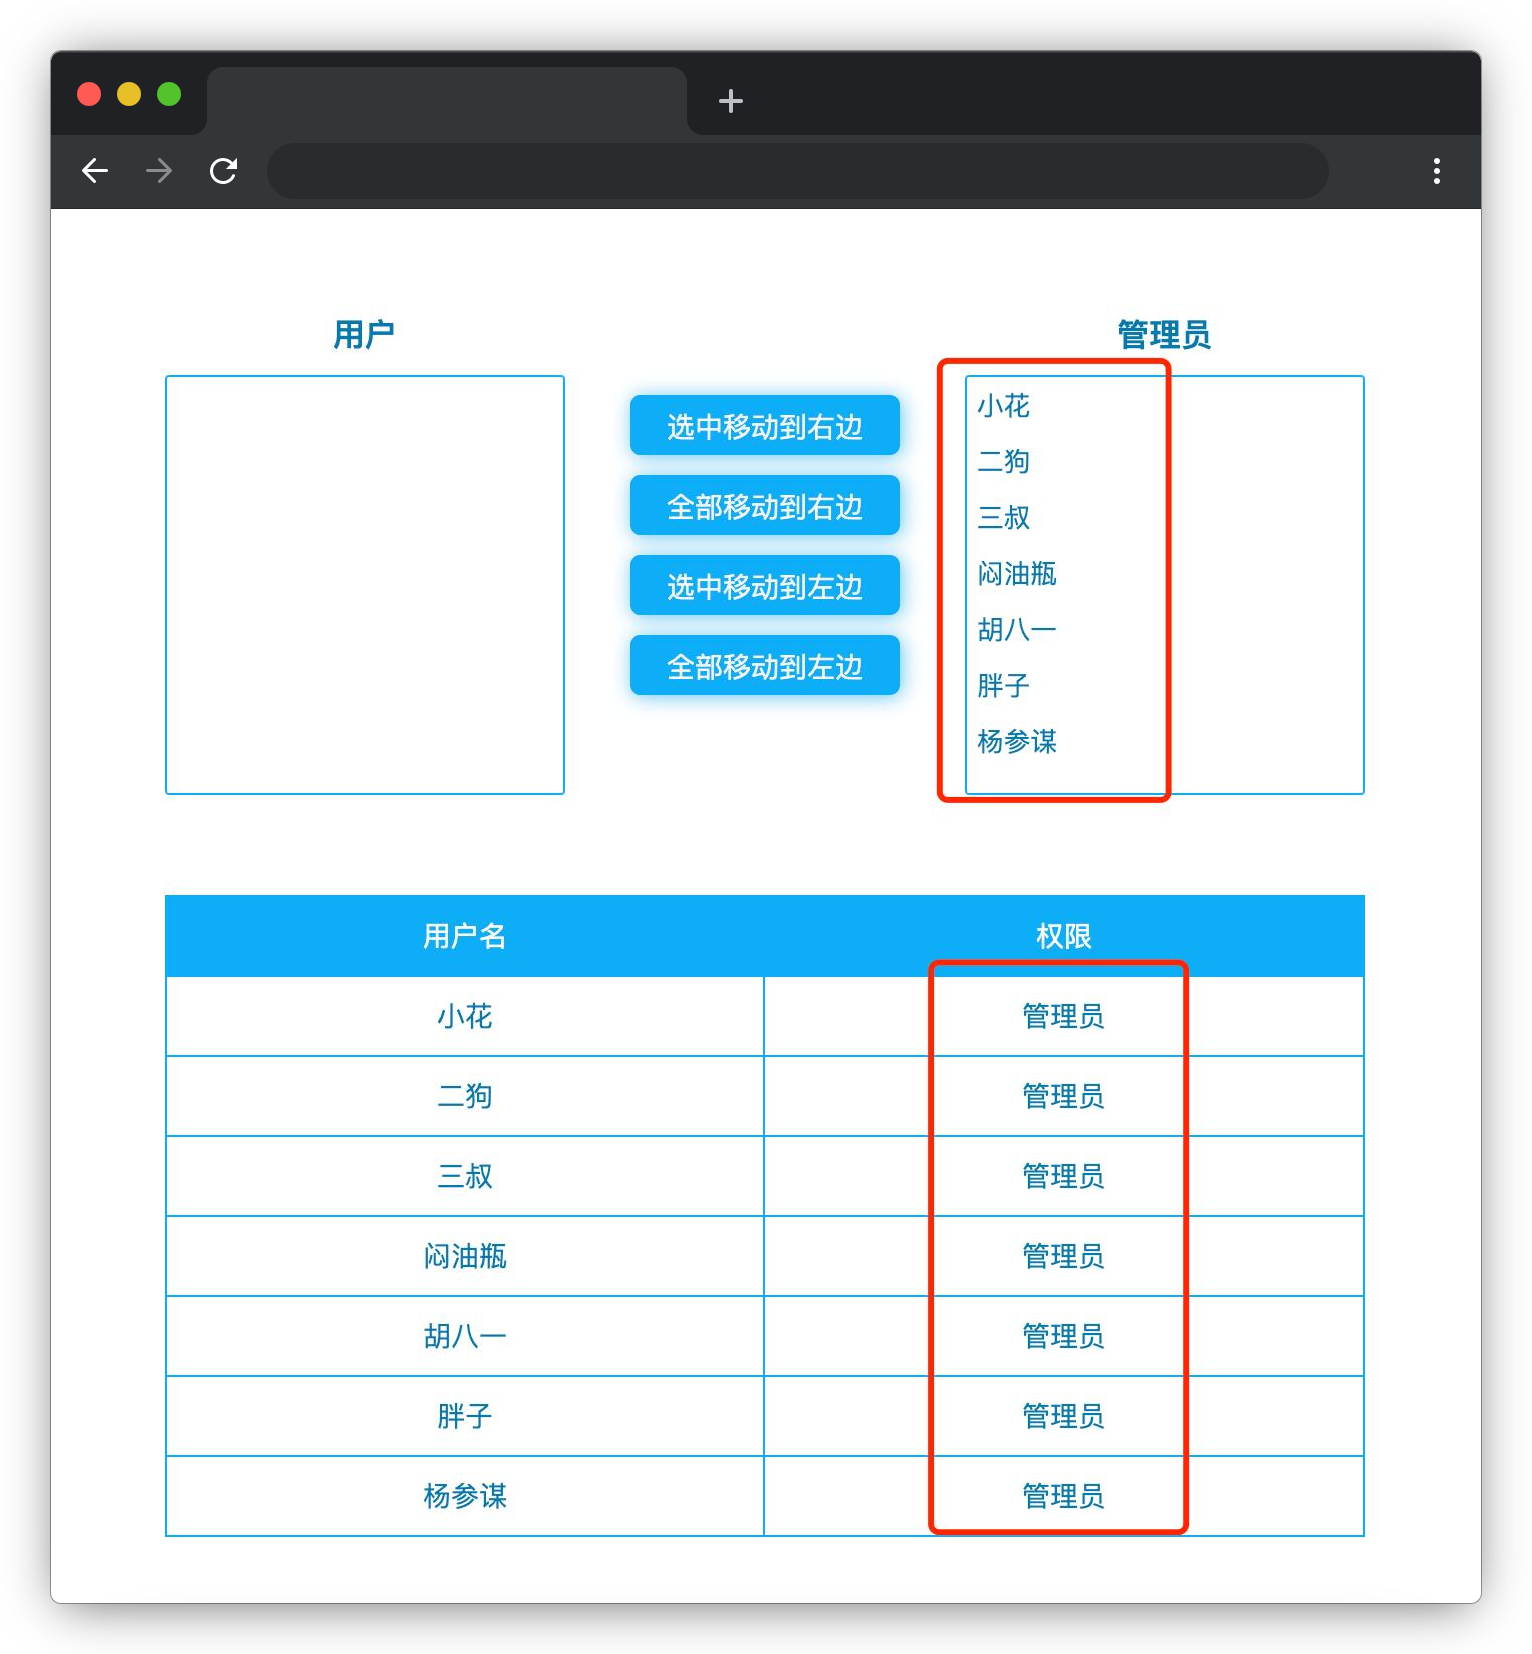 用户
管理员
选中移动到右边
全部移动到右边
选中移动到左边
全部移动到左边
小花
二狗
三叔
闷油瓶
胡八一
胖子
杨参谋
用户名 权限
小花 管理员
二狗 管理员
三叔 管理员
闷油瓶 管理员
胡八一 管理员
胖子 管理员
杨参谋 管理员